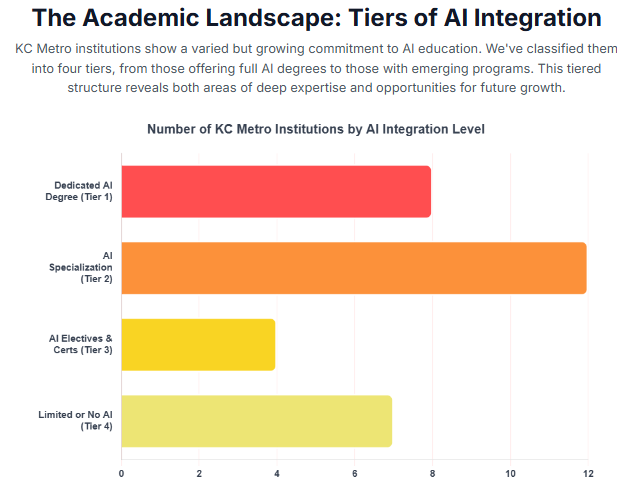 The Academic Landscape: Tiers of AI Integration
KC Metro institutions show a varied but growing commitment to AI education. We've classified them
into four tiers, from those offering full AI degrees to those with emerging programs. This tiered
structure reveals both areas of deep expertise and opportunities for future growth.
Number of KC Metro Institutions by AI Integration Level
Dedicated AI
Degree (Tier 1)
AI
Specialization
(Tier 2)
AI Electives &
Certs (Tier 3)
Limited or No AI
(Tier 4)
0 2 4 6 8 10 12